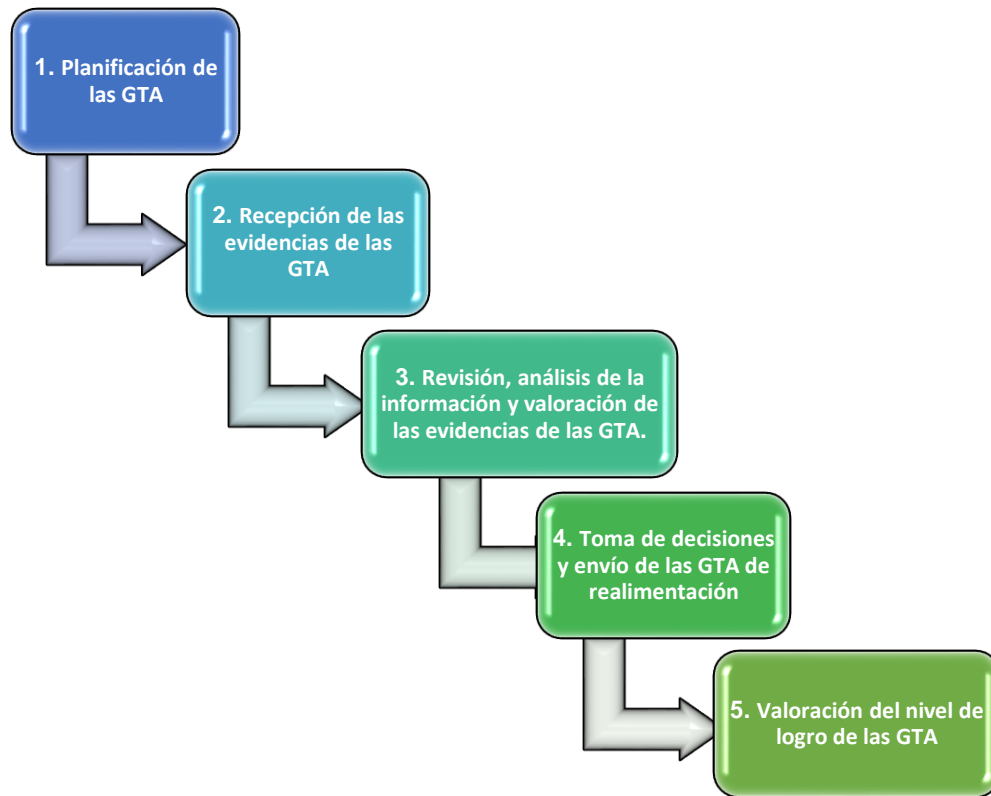 1. Planificación de
las GTA
2. Recepción de las
evidencias de las
GTA
3. Revisión, análisis de la
información y valoración de
las evidencias de las GTA.
4. Toma de decisiones
y envío de las GTA de
realimentación
5. Valoración del nivel de
logro de las GTA